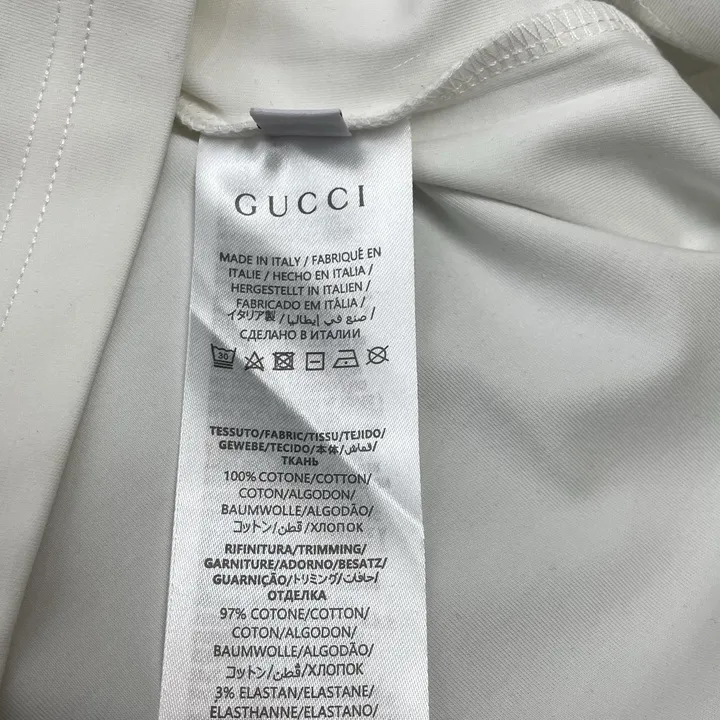 GUCCI
MADE IN ITALY / FABRIQUÉ EN
ITALIE / HECHO EN ITALIA /
HERGESTELLT IN ITALIEN /
FABRICADO EM ITÁLIA /
イタリア製 / صنع في إيطاليا /
СДЕЛАНО В ИТАЛИИ
30
TESSUTO/FABRIC/TISSU/TEJIDO/
GEWEBE/TECIDO/本体/قماش/
ТКАНЬ
100% COTONE/COTTON/
COTON/ALGODON/
BAUMWOLLE/ALGODÃO/
コットン/قطن/ХЛОПОК
RIFINITURA/TRIMMING/
GARNITURE/ADORNO/BESATZ/
GUARNIÇÃO/トリミング/حافات/
ОТДЕЛКА
97% COTONE/COTTON/
COTON/ALGODON/
BAUMWOLLE/ALGODÃO/
コットン/قطن/ХЛОПОК
3% ELASTAN/ELASTANE/
ELASTHANNE/ELASTANO/